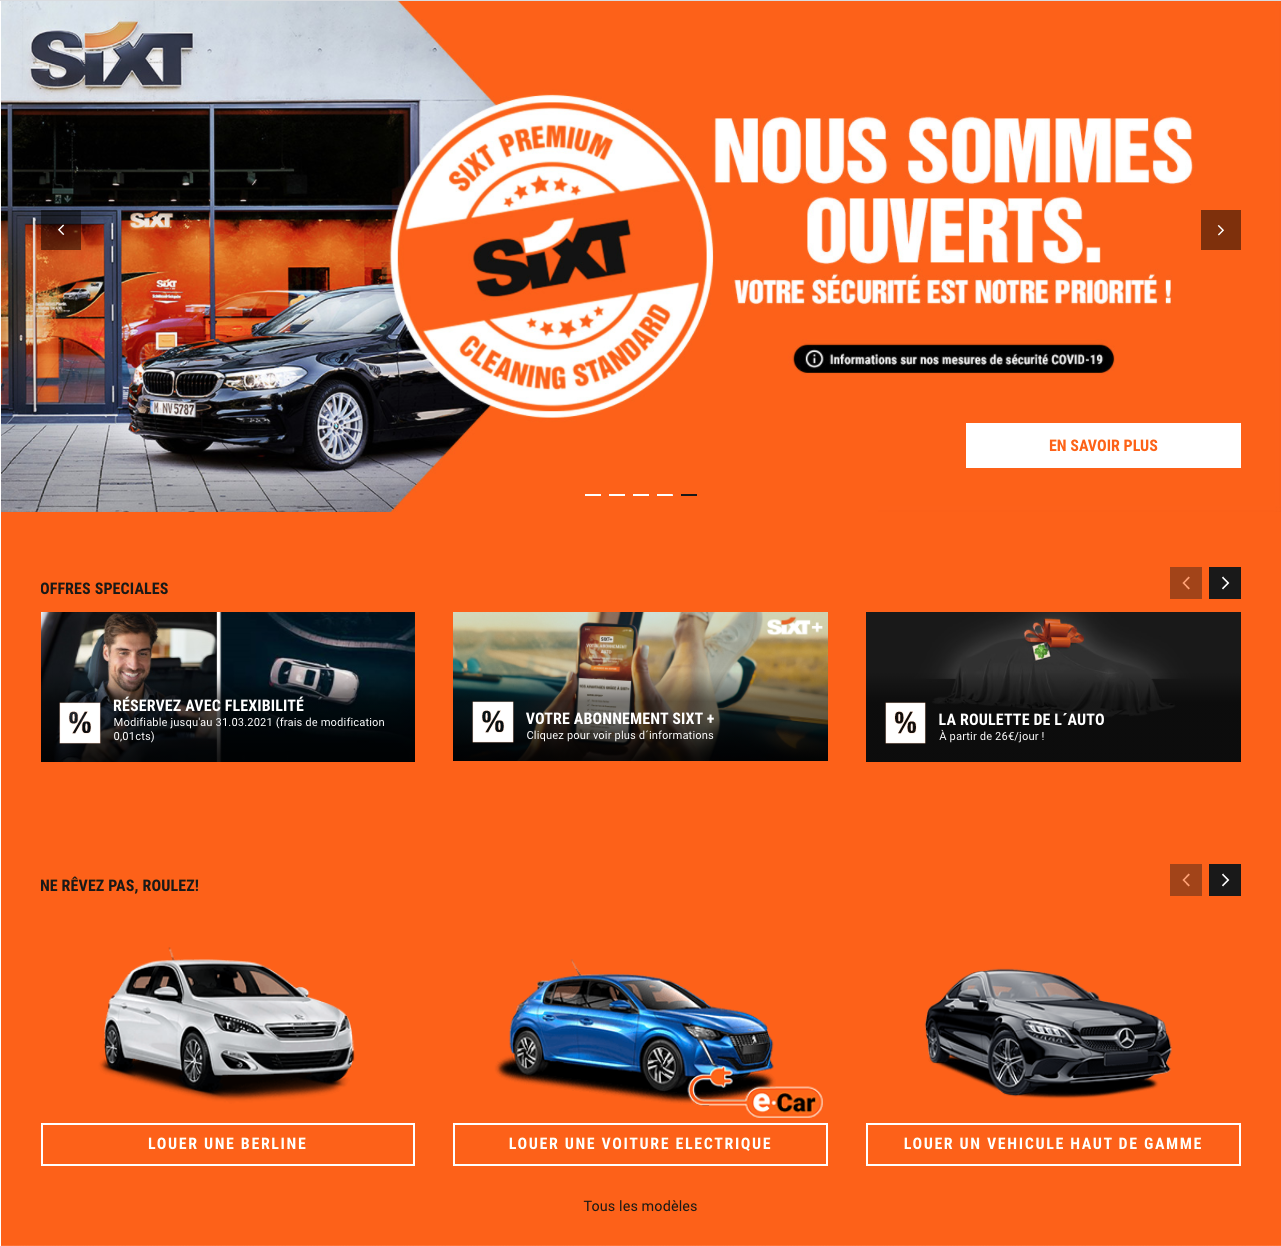 SIXT
SIXT
SIXT
M NV 5787
SIXT PREMIUM
SIXT
CLEANING STANDARD
NOUS SOMMES
OUVERTS.
VOTRE SÉCURITÉ EST NOTRE PRIORITÉ !
Informations sur nos mesures de sécurité COVID-19
EN SAVOIR PLUS
OFFRES SPECIALES
%
RÉSERVEZ AVEC FLEXIBILITÉ
Modifiable jusqu'au 31.03.2021 (frais de modification
0,01cts)
SIXT+
SIXT+
%
VOTRE ABONNEMENT SIXT +
Cliquez pour voir plus d´informations
%
LA ROULETTE DE L´AUTO
À partir de 26€/jour !
NE RÊVEZ PAS, ROULEZ!
e·Car
LOUER UNE BERLINE
LOUER UNE VOITURE ELECTRIQUE
LOUER UN VEHICULE HAUT DE GAMME
Tous les modèles